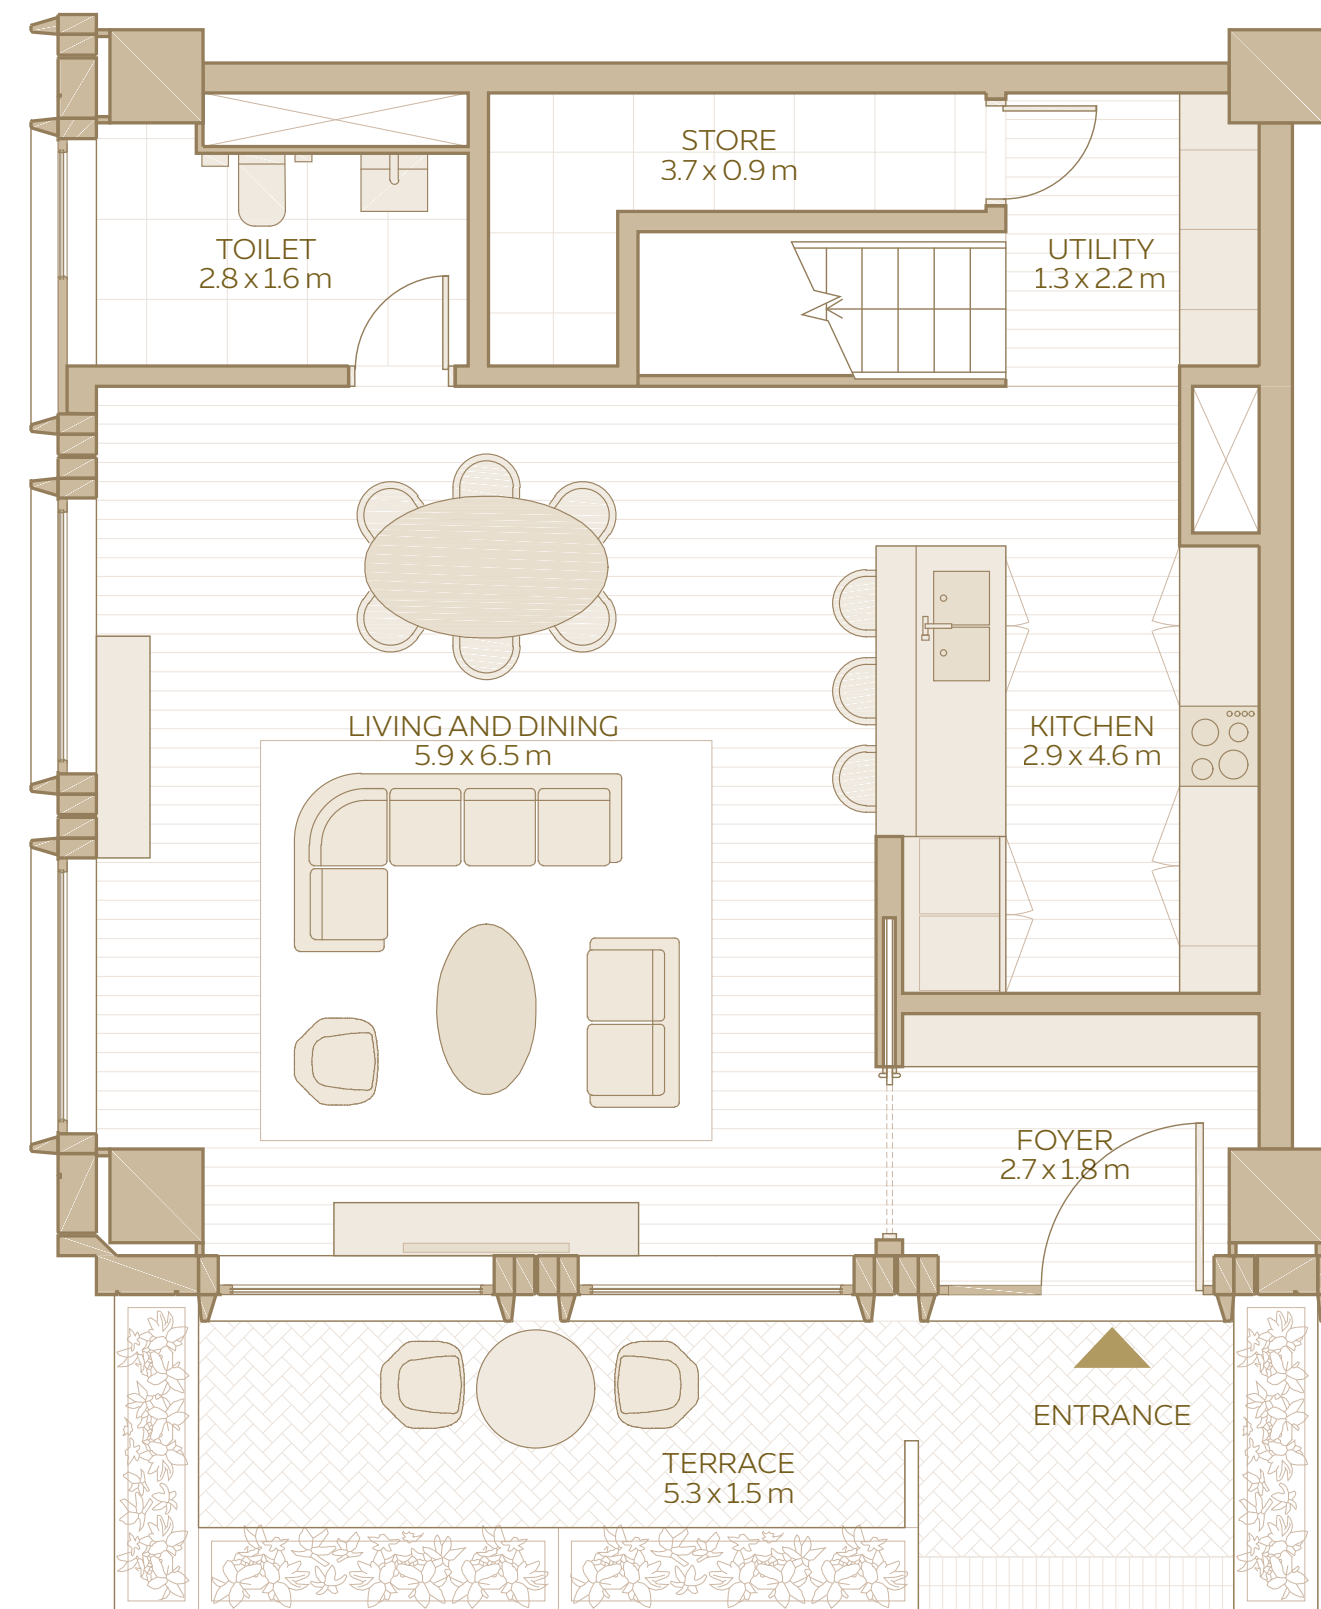 STORE
3.7 x 0.9 m
TOILET
2.8 x 1.6 m
UTILITY
1.3 x 2.2 m
LIVING AND DINING
5.9 x 6.5 m
KITCHEN
2.9 x 4.6 m
FOYER
2.7 x 1.8 m
ENTRANCE
TERRACE
5.3 x 1.5 m